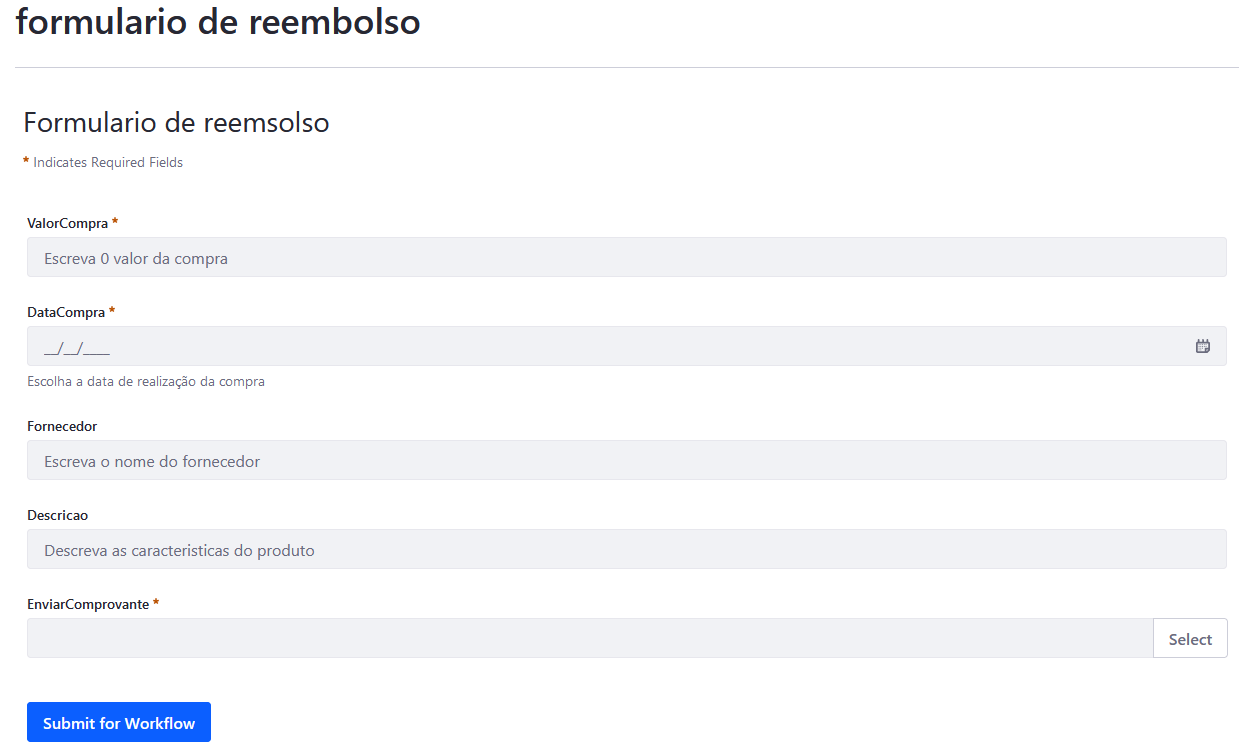 formulario de reembolso
Formulario de reemsolso
* Indicates Required Fields
ValorCompra *
Escreva 0 valor da compra
DataCompra *
__/__/____
Escolha a data de realização da compra
Fornecedor
Escreva o nome do fornecedor
Descricao
Descreva as caracteristicas do produto
EnviarComprovante *
Select
Submit for Workflow